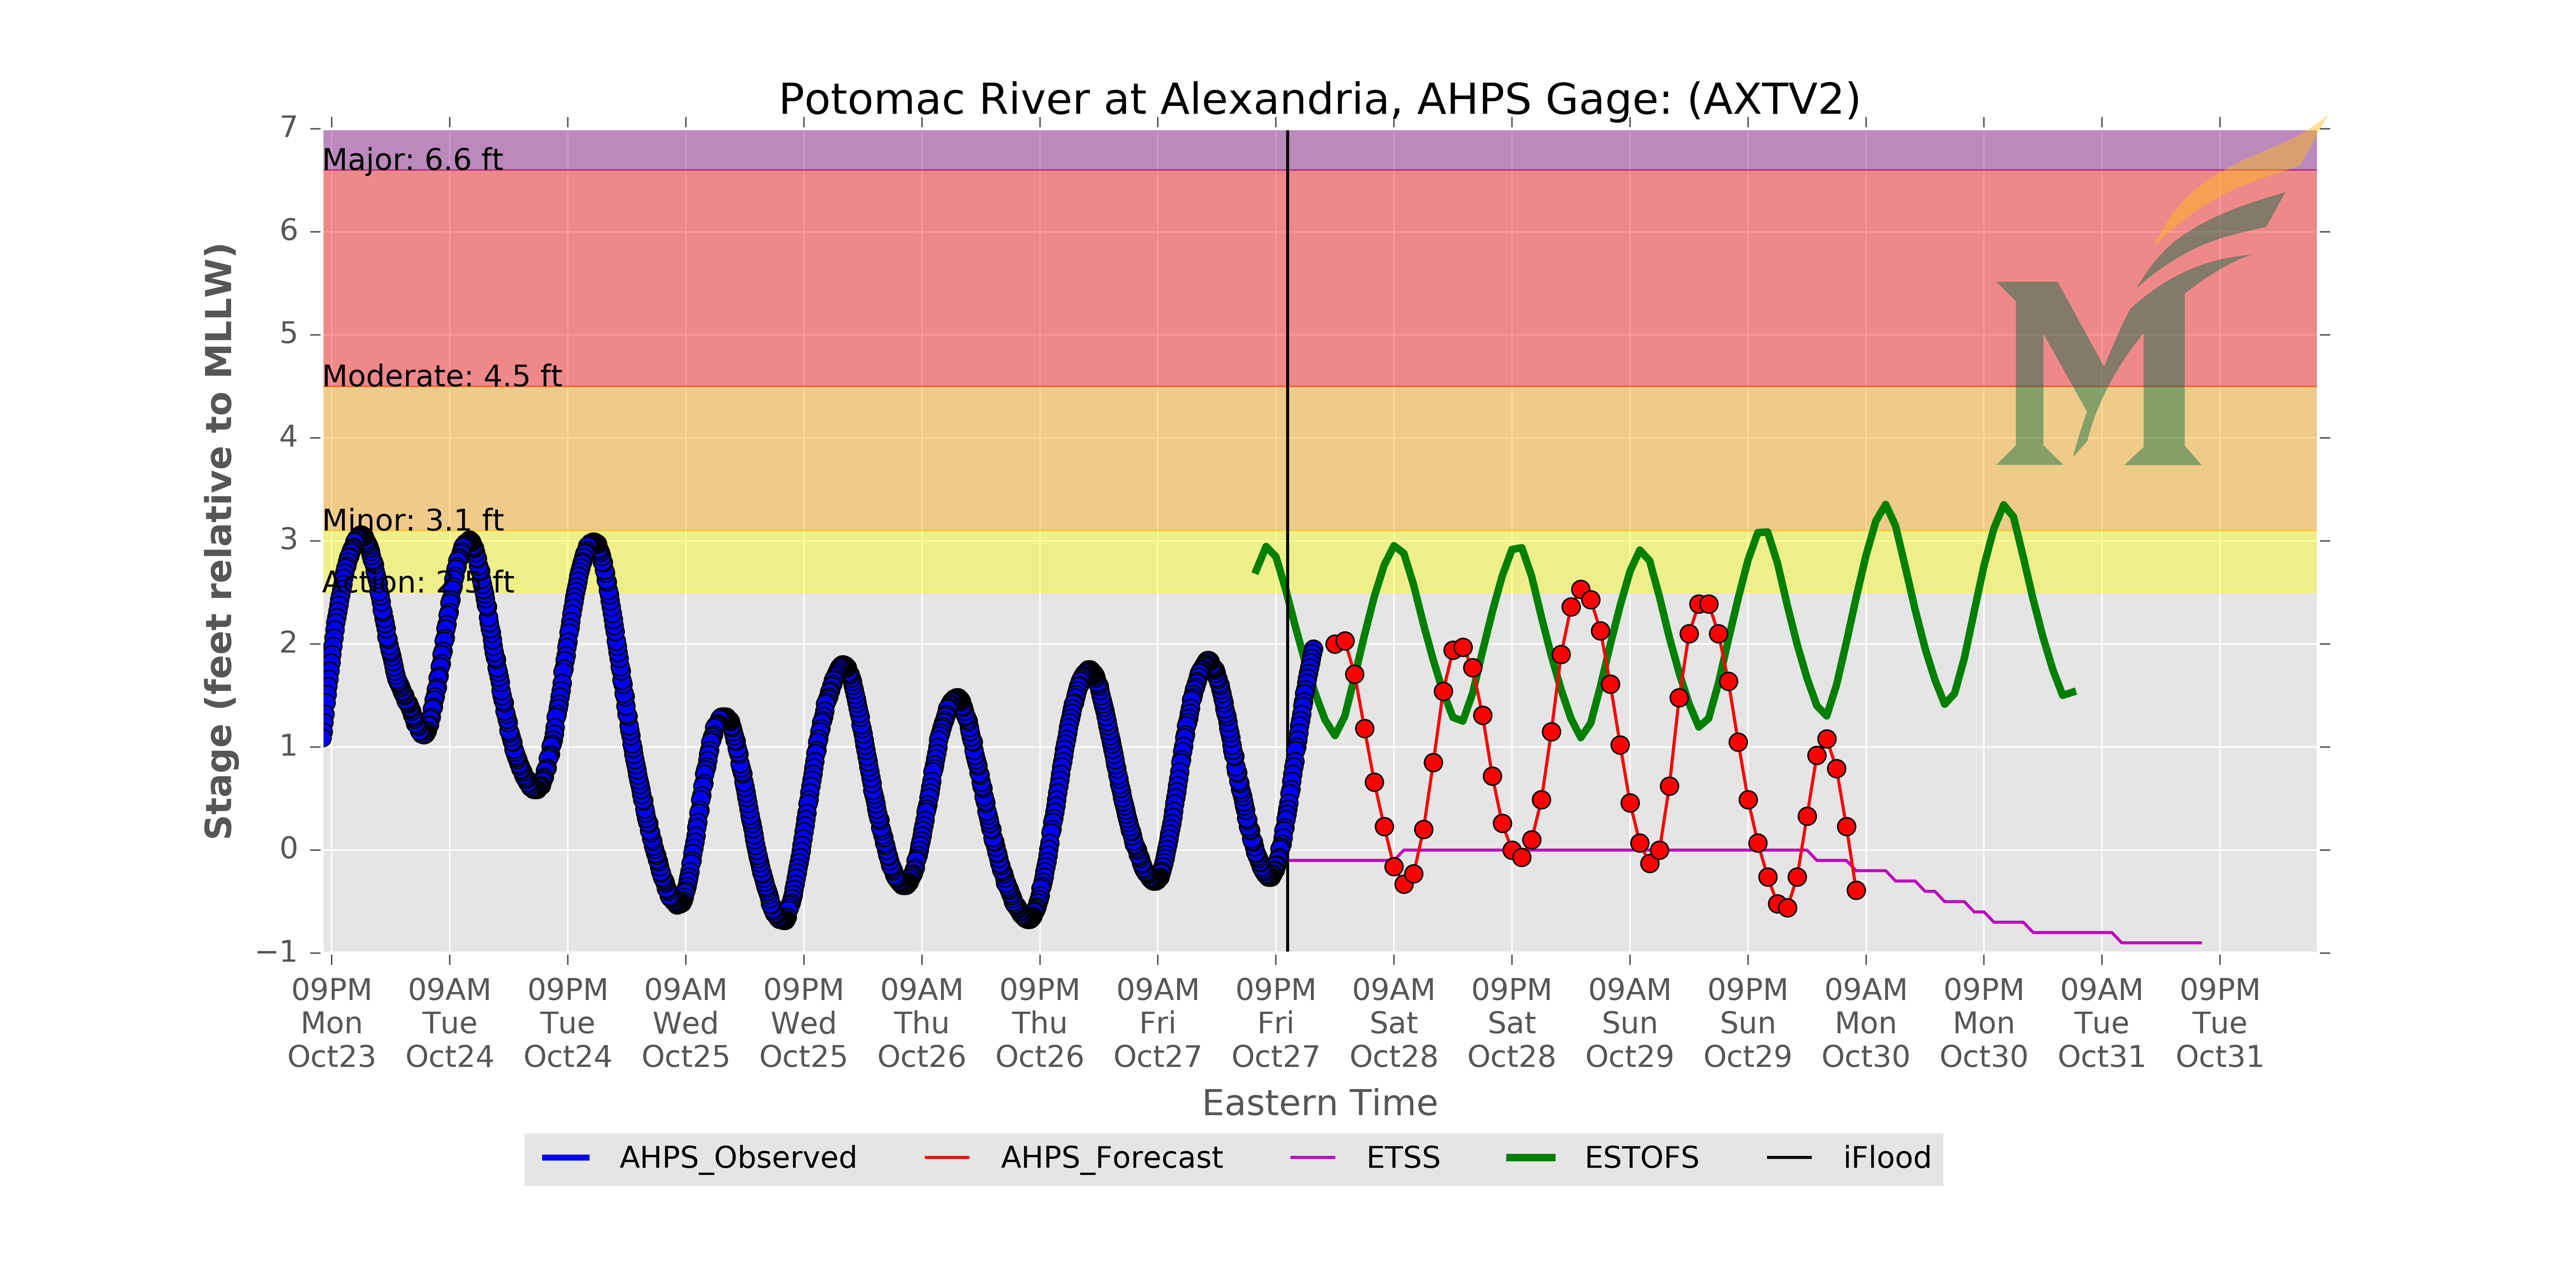 Potomac River at Alexandria, AHPS Gage: (AXTV2)
Stage (feet relative to MLLW)
7
6
5
4
3
2
1
0
−1
Major: 6.6 ft
Moderate: 4.5 ft
Minor: 3.1 ft
Action: 2.5 ft
09PM 09AM 09PM 09AM 09PM 09AM 09PM 09AM 09PM 09AM 09PM 09AM 09PM 09AM 09PM 09AM 09PM
Mon Tue Tue Wed Wed Thu Thu Fri Fri Sat Sat Sun Sun Mon Mon Tue Tue
Oct23 Oct24 Oct24 Oct25 Oct25 Oct26 Oct26 Oct27 Oct27 Oct28 Oct28 Oct29 Oct29 Oct30 Oct30 Oct31 Oct31
Eastern Time
AHPS_Observed AHPS_Forecast ETSS ESTOFS iFlood